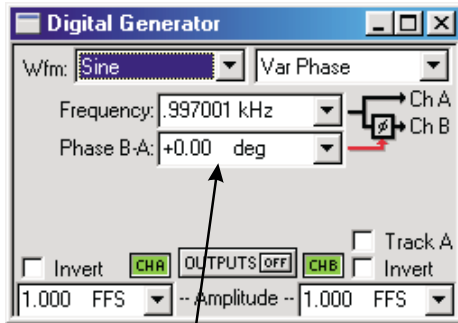 Digital Generator
Wfm: Sine Var Phase
Frequency: .997001 kHz
Ch A
Phase B-A: +0.00 deg
ø Ch B
Track A
Invert CHA OUTPUTS OFF CHB Invert
1.000 FFS -- Amplitude -- 1.000 FFS